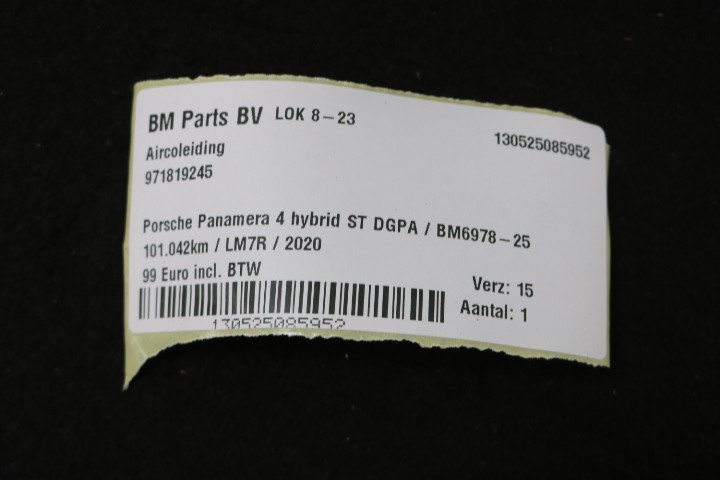 BM Parts BV LOK 8-23
130525085952
Aircoleiding
971819245
Porsche Panamera 4 hybrid ST DGPA / BM6978-25
101.042km / LM7R / 2020
99 Euro incl. BTW
Verz: 15
Aantal: 1
130525085952